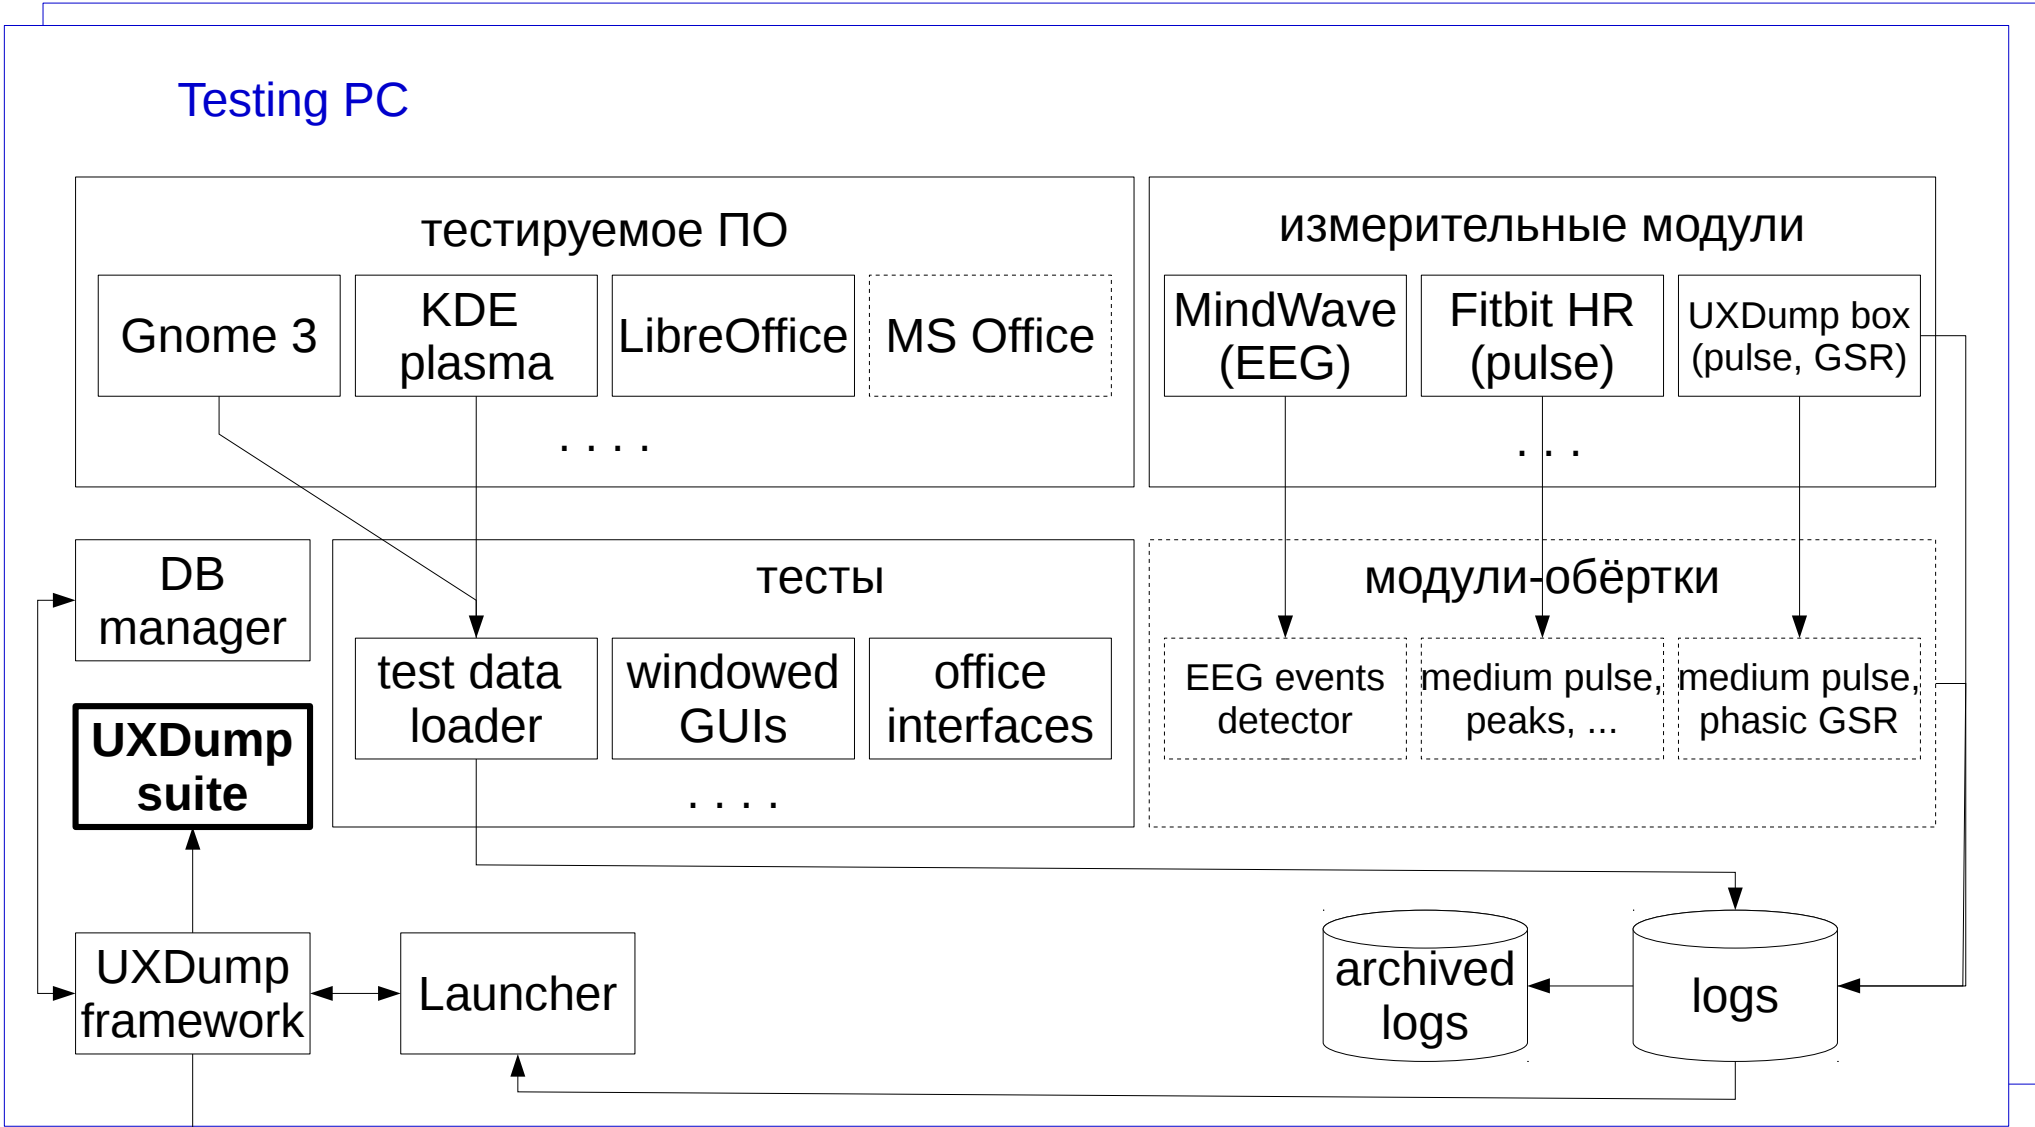 Testing PC
тестируемое ПО
Gnome 3
KDE
plasma
LibreOffice
MS Office
. . . .
измерительные модули
MindWave
(EEG)
Fitbit HR
(pulse)
UXDump box
(pulse, GSR)
. . .
DB
manager
тесты
test data
loader
windowed
GUIs
office
interfaces
. . . .
модули-обёртки
EEG events
detector
medium pulse,
peaks, ...
medium pulse,
phasic GSR
UXDump
suite
UXDump
framework
Launcher
archived
logs
logs